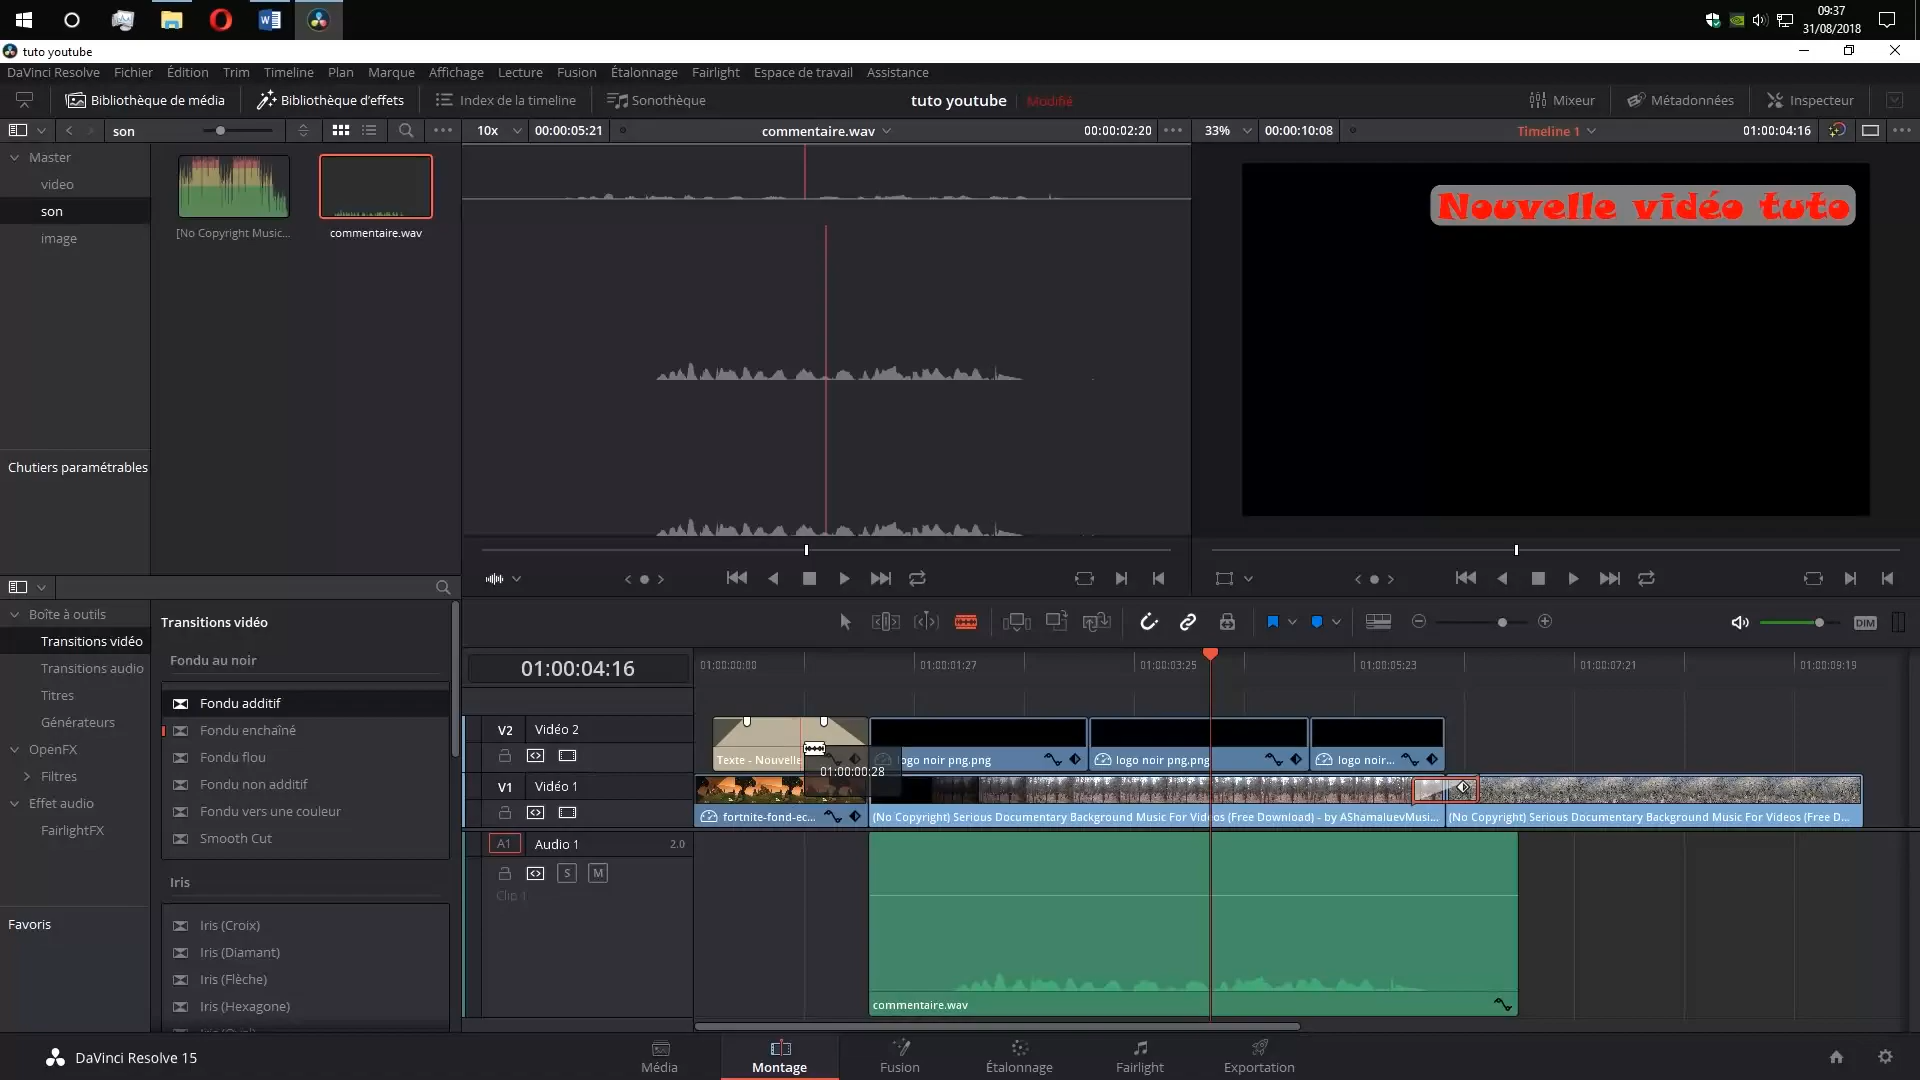 09:37
31/08/2018
tuto youtube
DaVinci Resolve Fichier Édition Trim Timeline Plan Marque Affichage Lecture Fusion Étalonnage Fairlight Espace de travail Assistance
Bibliothèque de média Bibliothèque d'effets Index de la timeline Sonothèque tuto youtube Modifié Mixeur Métadonnées Inspecteur
son 10x 00:00:05:21 commentaire.wav 00:00:02:20 33% 00:00:10:08 Timeline 1 01:00:04:16
Master
video
son
image
[No Copyright Music... commentaire.wav
Nouvelle vidéo tuto
Chutiers paramétrables
Boîte à outils
Transitions vidéo
Transitions audio
Titres
Générateurs
OpenFX
Filtres
Effet audio
FairlightFX
Favoris
Transitions vidéo
Fondu au noir
Fondu additif
Fondu enchaîné
Fondu flou
Fondu non additif
Fondu vers une couleur
Smooth Cut
Iris
Iris (Croix)
Iris (Diamant)
Iris (Flèche)
Iris (Hexagone)
DIM
01:00:04:16 01:00:00:00 01:00:01:27 01:00:03:25 01:00:05:23 01:00:07:21 01:00:09:19
V2 Vidéo 2
Texte - Nouvelle logo noir png.png logo noir png.png logo noir...
01:00:00:28
V1 Vidéo 1
fortnite-fond-ec... (No Copyright) Serious Documentary Background Music For Videos (Free Download) - by AShamaluevMusi... (No Copyright) Serious Documentary Background Music For Videos (Free D...
A1 Audio 1 2.0
S M
Clip 1
commentaire.wav
DaVinci Resolve 15
Média Montage Fusion Étalonnage Fairlight Exportation